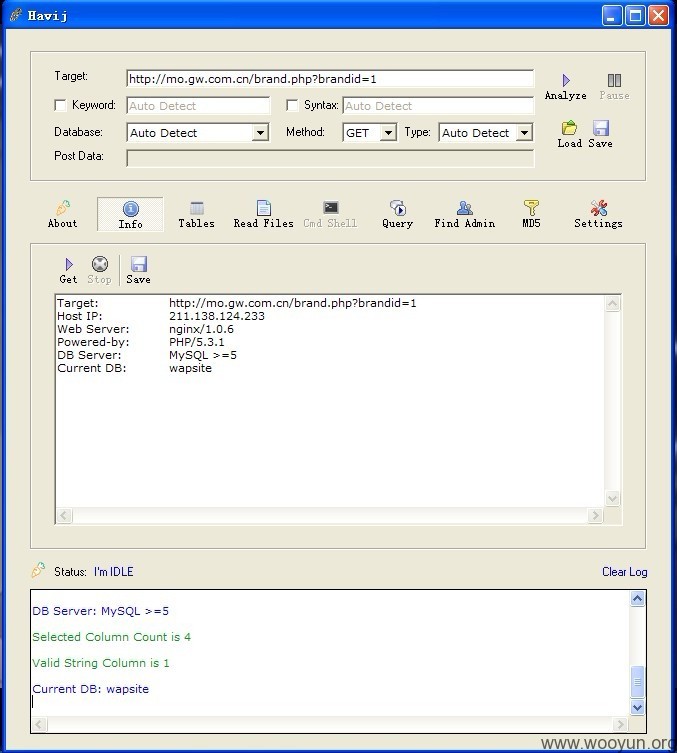 Havij
Target: http://mo.gw.com.cn/brand.php?brandid=1
Analyze Pause
Keyword: Auto Detect Syntax: Auto Detect
Database: Auto Detect Method: GET Type: Auto Detect
Load Save
Post Data:
About Info Tables Read Files Cmd Shell Query Find Admin MD5 Settings
Get Stop Save
Target: http://mo.gw.com.cn/brand.php?brandid=1
Host IP: 211.138.124.233
Web Server: nginx/1.0.6
Powered-by: PHP/5.3.1
DB Server: MySQL >=5
Current DB: wapsite
Status: I'm IDLE Clear Log
DB Server: MySQL >=5
Selected Column Count is 4
Valid String Column is 1
Current DB: wapsite
www.wooyun.org